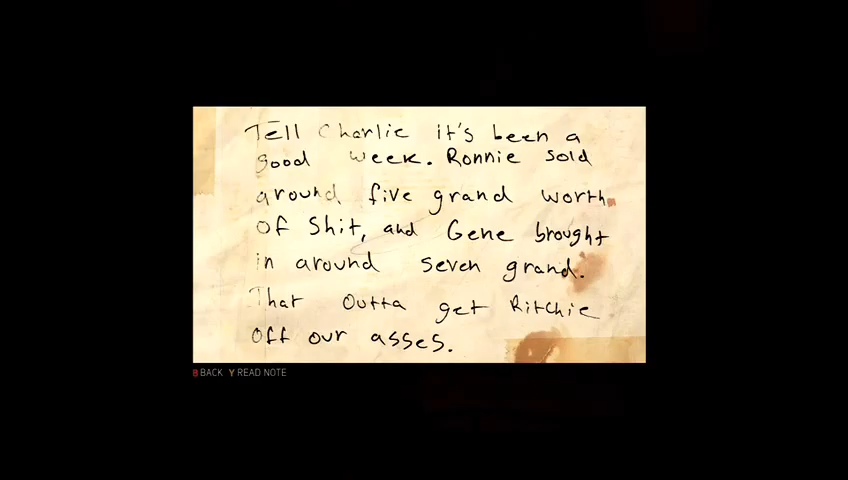 Tell Charlie it's been a
good week. Ronnie sold
around five grand worth
of Shit, and Gene brought
in around seven grand.
That Outta get Ritchie
off our asses.
B BACK Y READ NOTE